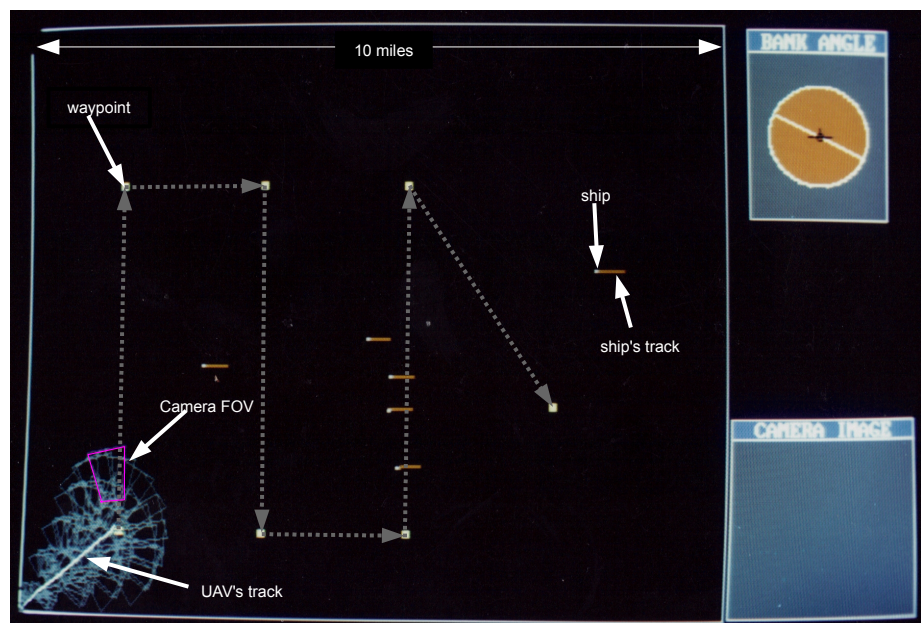 10 miles
BANK ANGLE
waypoint
ship
ship's track
Camera FOV
CAMERA IMAGE
UAV's track